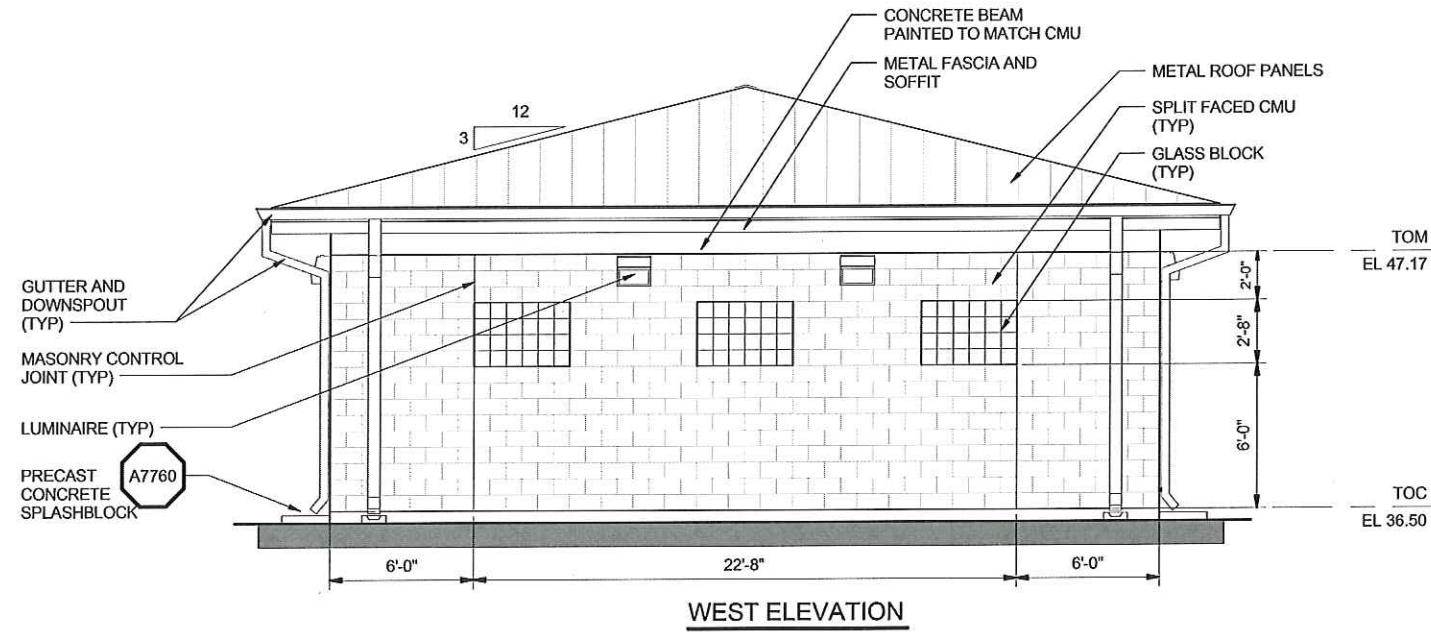 CONCRETE BEAM
PAINTED TO MATCH CMU
METAL FASCIA AND
SOFFIT
METAL ROOF PANELS
SPLIT FACED CMU
(TYP)
GLASS BLOCK
(TYP)
12
3
TOM
EL 47.17
2'-0"
2'-8"
6'-0"
TOC
EL 36.50
GUTTER AND
DOWNSPOUT
(TYP)
MASONRY CONTROL
JOINT (TYP)
LUMINAIRE (TYP)
PRECAST
CONCRETE
SPLASHBLOCK
A7760
6'-0"
22'-8"
6'-0"
WEST ELEVATION